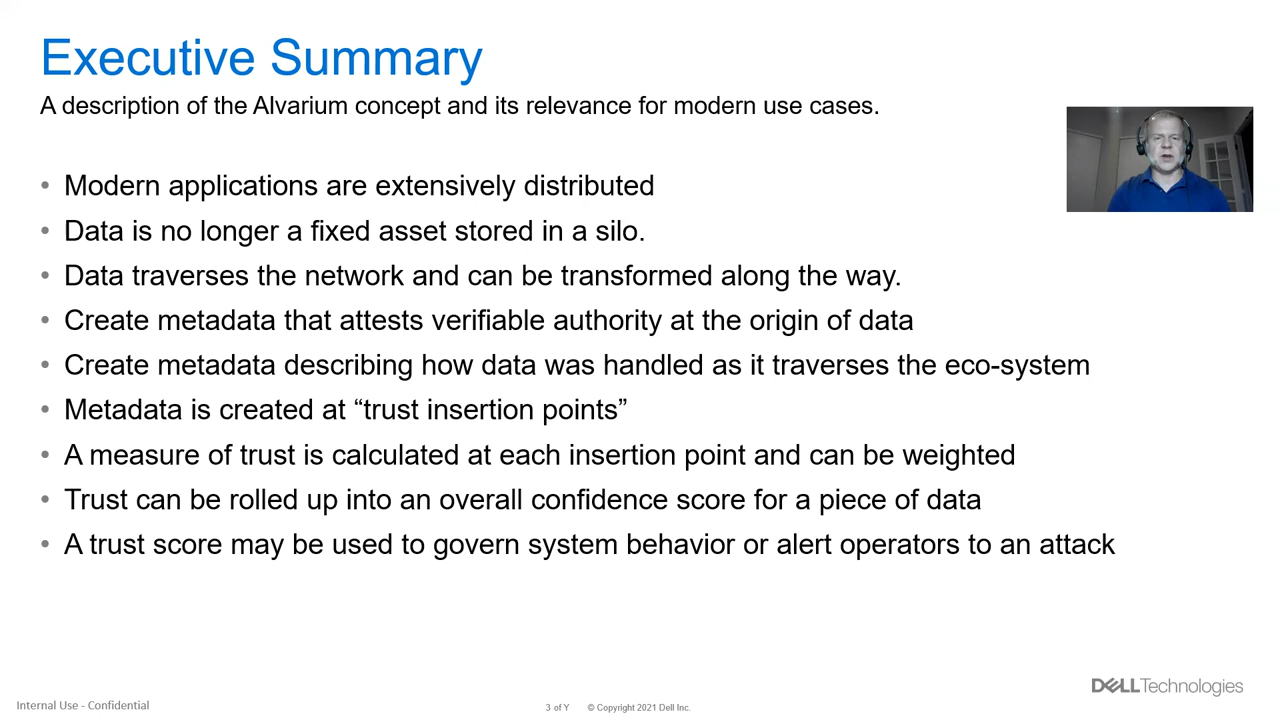 Executive Summary
A description of the Alvarium concept and its relevance for modern use cases.
• Modern applications are extensively distributed
• Data is no longer a fixed asset stored in a silo.
• Data traverses the network and can be transformed along the way.
• Create metadata that attests verifiable authority at the origin of data
• Create metadata describing how data was handled as it traverses the eco-system
• Metadata is created at “trust insertion points”
• A measure of trust is calculated at each insertion point and can be weighted
• Trust can be rolled up into an overall confidence score for a piece of data
• A trust score may be used to govern system behavior or alert operators to an attack
Internal Use - Confidential
3 of Y © Copyright 2021 Dell Inc.
DELLTechnologies